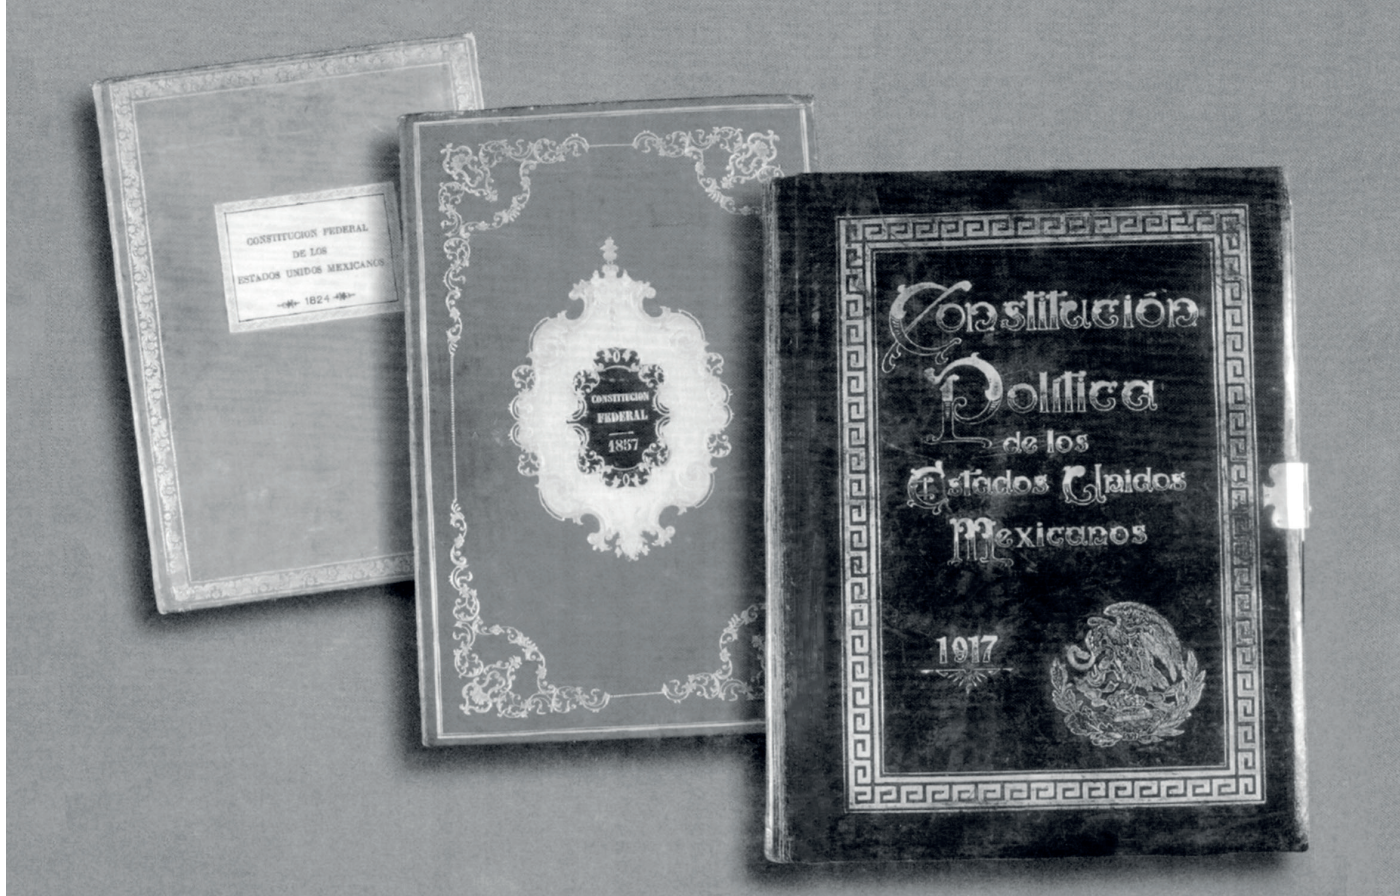 CONSTITUCION FEDERAL
DE LOS
ESTADOS UNIDOS MEXICANOS
1824
CONSTITUCION
FEDERAL
1857
Constitución
Política
de los
Estados Unidos
Mexicanos
1917